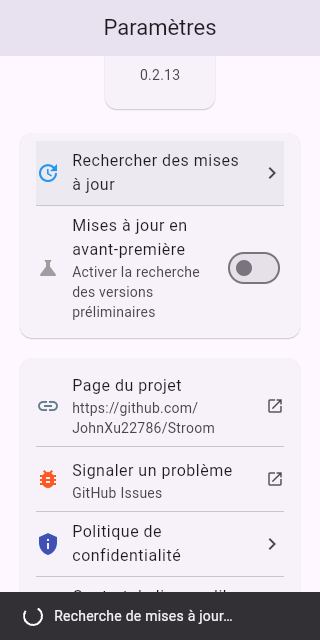 Paramètres
0.2.13
Rechercher des mises
à jour
Mises à jour en
avant-première
Activer la recherche
des versions
préliminaires
Page du projet
https://github.com/
JohnXu22786/Stroom
Signaler un problème
GitHub Issues
Politique de
confidentialité
Recherche de mises à jour…